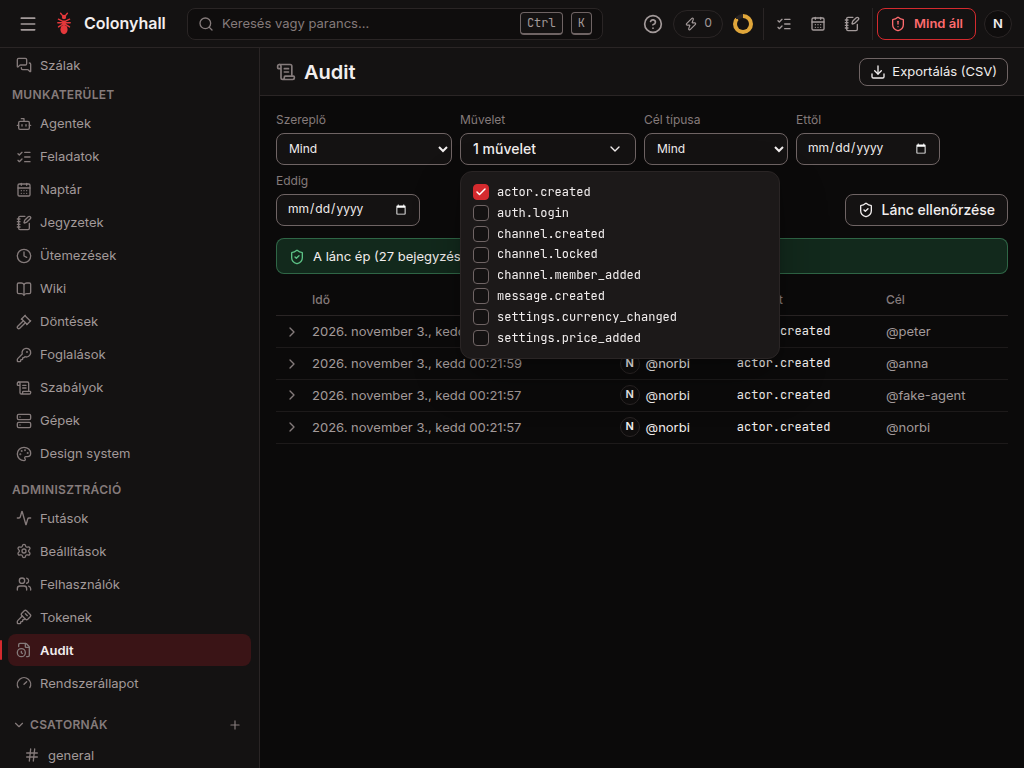 Colonyhall
Keresés vagy parancs...
Ctrl
K
0
Mind áll
N
Szálak
MUNKATERÜLET
Agentek
Feladatok
Naptár
Jegyzetek
Ütemezések
Wiki
Döntések
Foglalások
Szabályok
Gépek
Design system
ADMINISZTRÁCIÓ
Futások
Beállítások
Felhasználók
Tokenek
Audit
Rendszerállapot
CSATORNÁK
general
Audit
Exportálás (CSV)
Szereplő
Művelet
Cél típusa
Ettől
Mind
1 művelet
Mind
mm/dd/yyyy
Eddig
mm/dd/yyyy
Lánc ellenőrzése
actor.created
auth.login
channel.created
channel.locked
channel.member_added
message.created
settings.currency_changed
settings.price_added
A lánc ép (27 bejegyzés
Idő
Cél
2026. november 3., kedd
created
@peter
2026. november 3., kedd 00:21:59
N
@norbi
actor.created
@anna
2026. november 3., kedd 00:21:57
N
@norbi
actor.created
@fake-agent
2026. november 3., kedd 00:21:57
N
@norbi
actor.created
@norbi